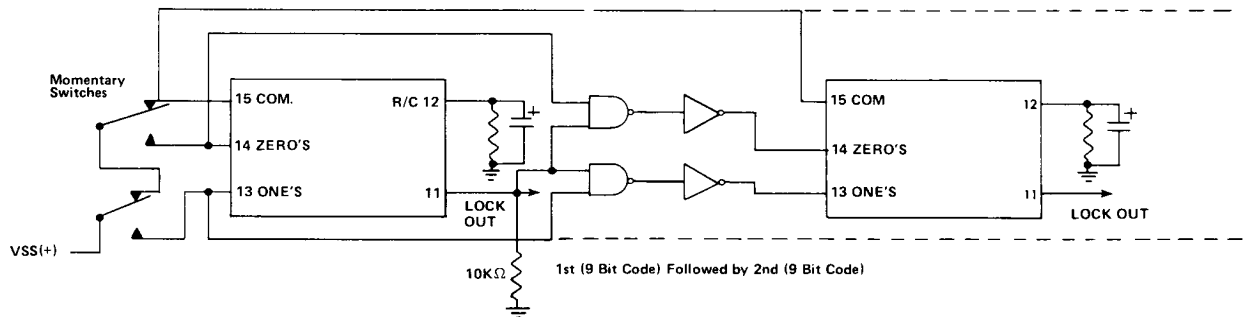 Momentary
Switches
15 COM.
R/C 12
+
14 ZERO'S
13 ONE'S
11
LOCK
OUT
VSS(+)
10KΩ
15 COM
12
+
14 ZERO'S
13 ONE'S
11
LOCK OUT
1st (9 Bit Code) Followed by 2nd (9 Bit Code)